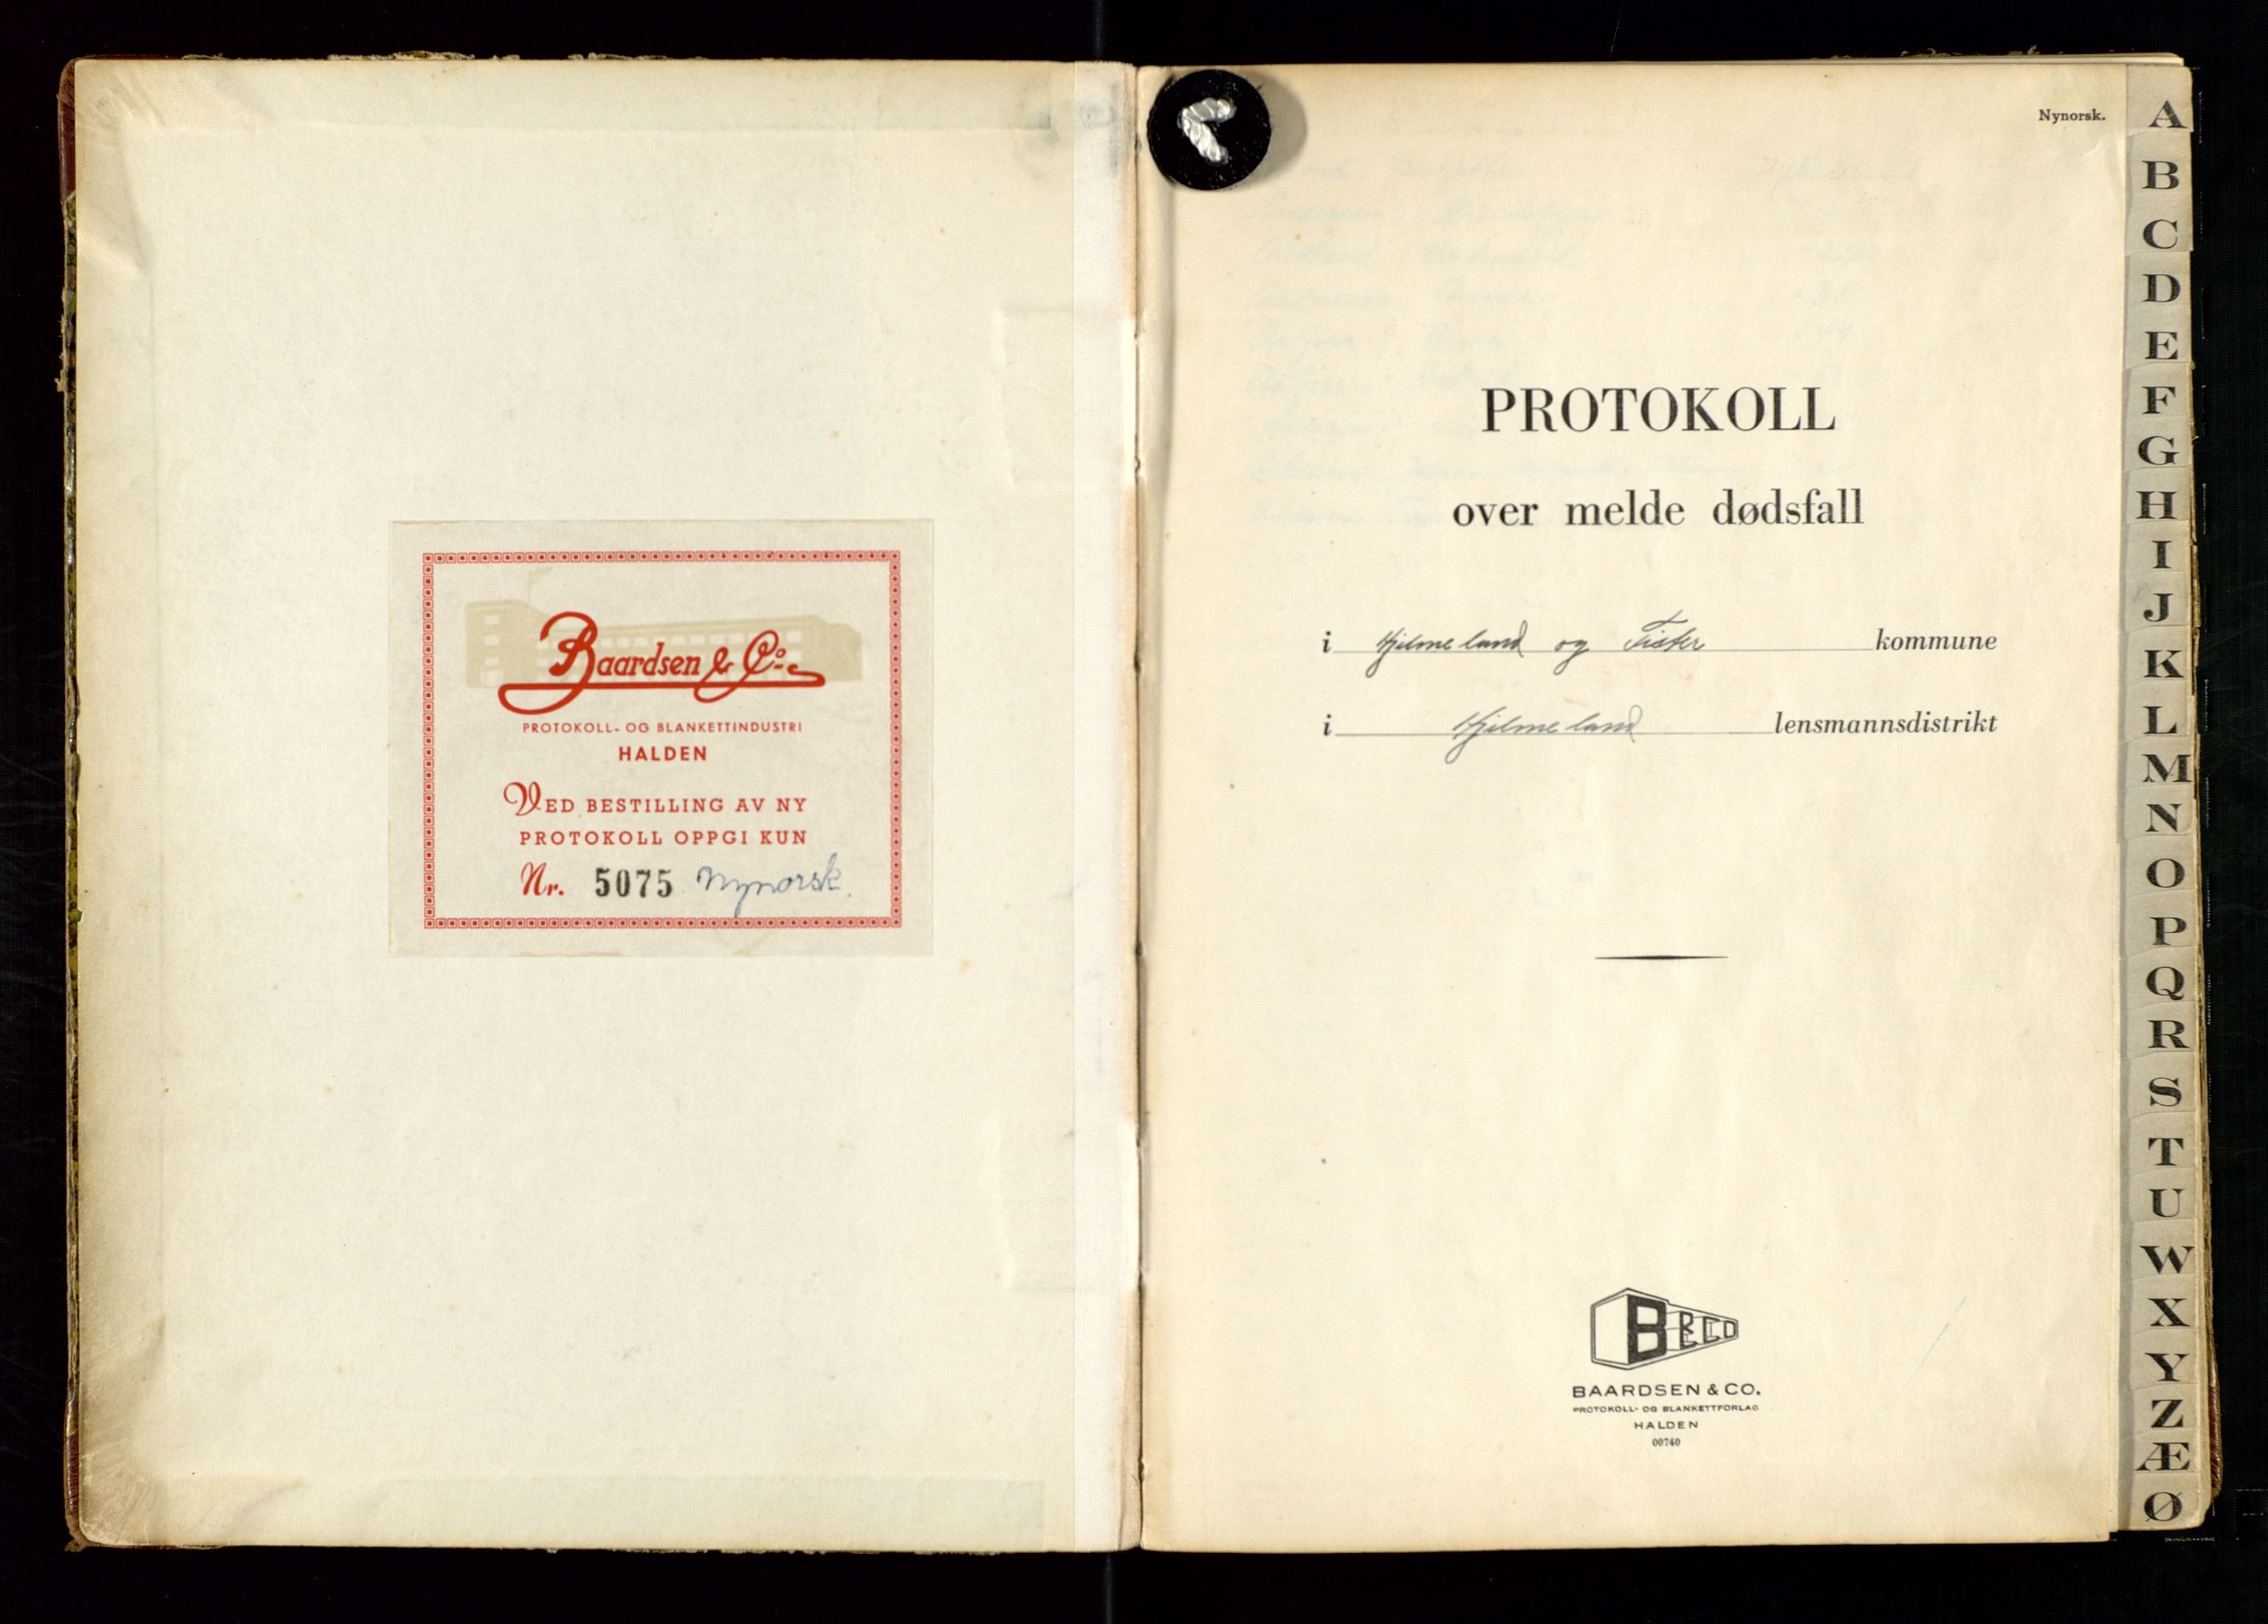 Baardsen & Co.
PROTOKOLL- OG BLANKETTINDUSTRI
HALDEN
VED BESTILLING AV NY
PROTOKOLL OPPGI KUN
Nr. 5075 Nynorsk.
Nynorsk.
PROTOKOLL
over melde dødsfall
i Hjelmeland og Fister kommune
i Hjelmeland lensmannsdistrikt
BAARDSEN & CO.
PROTOKOLL- OG BLANKETTFORLAG
HALDEN
00740
A
B
C
D
E
F
G
H
I
J
K
L
M
N
O
P
Q
R
S
T
U
W
X
Y
Z
Æ
Ø